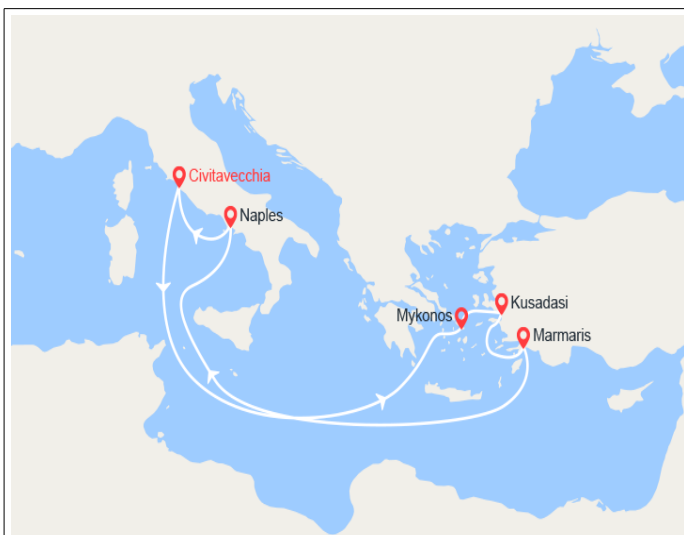 Civitavecchia
Naples
Kusadasi
Mykonos
Marmaris